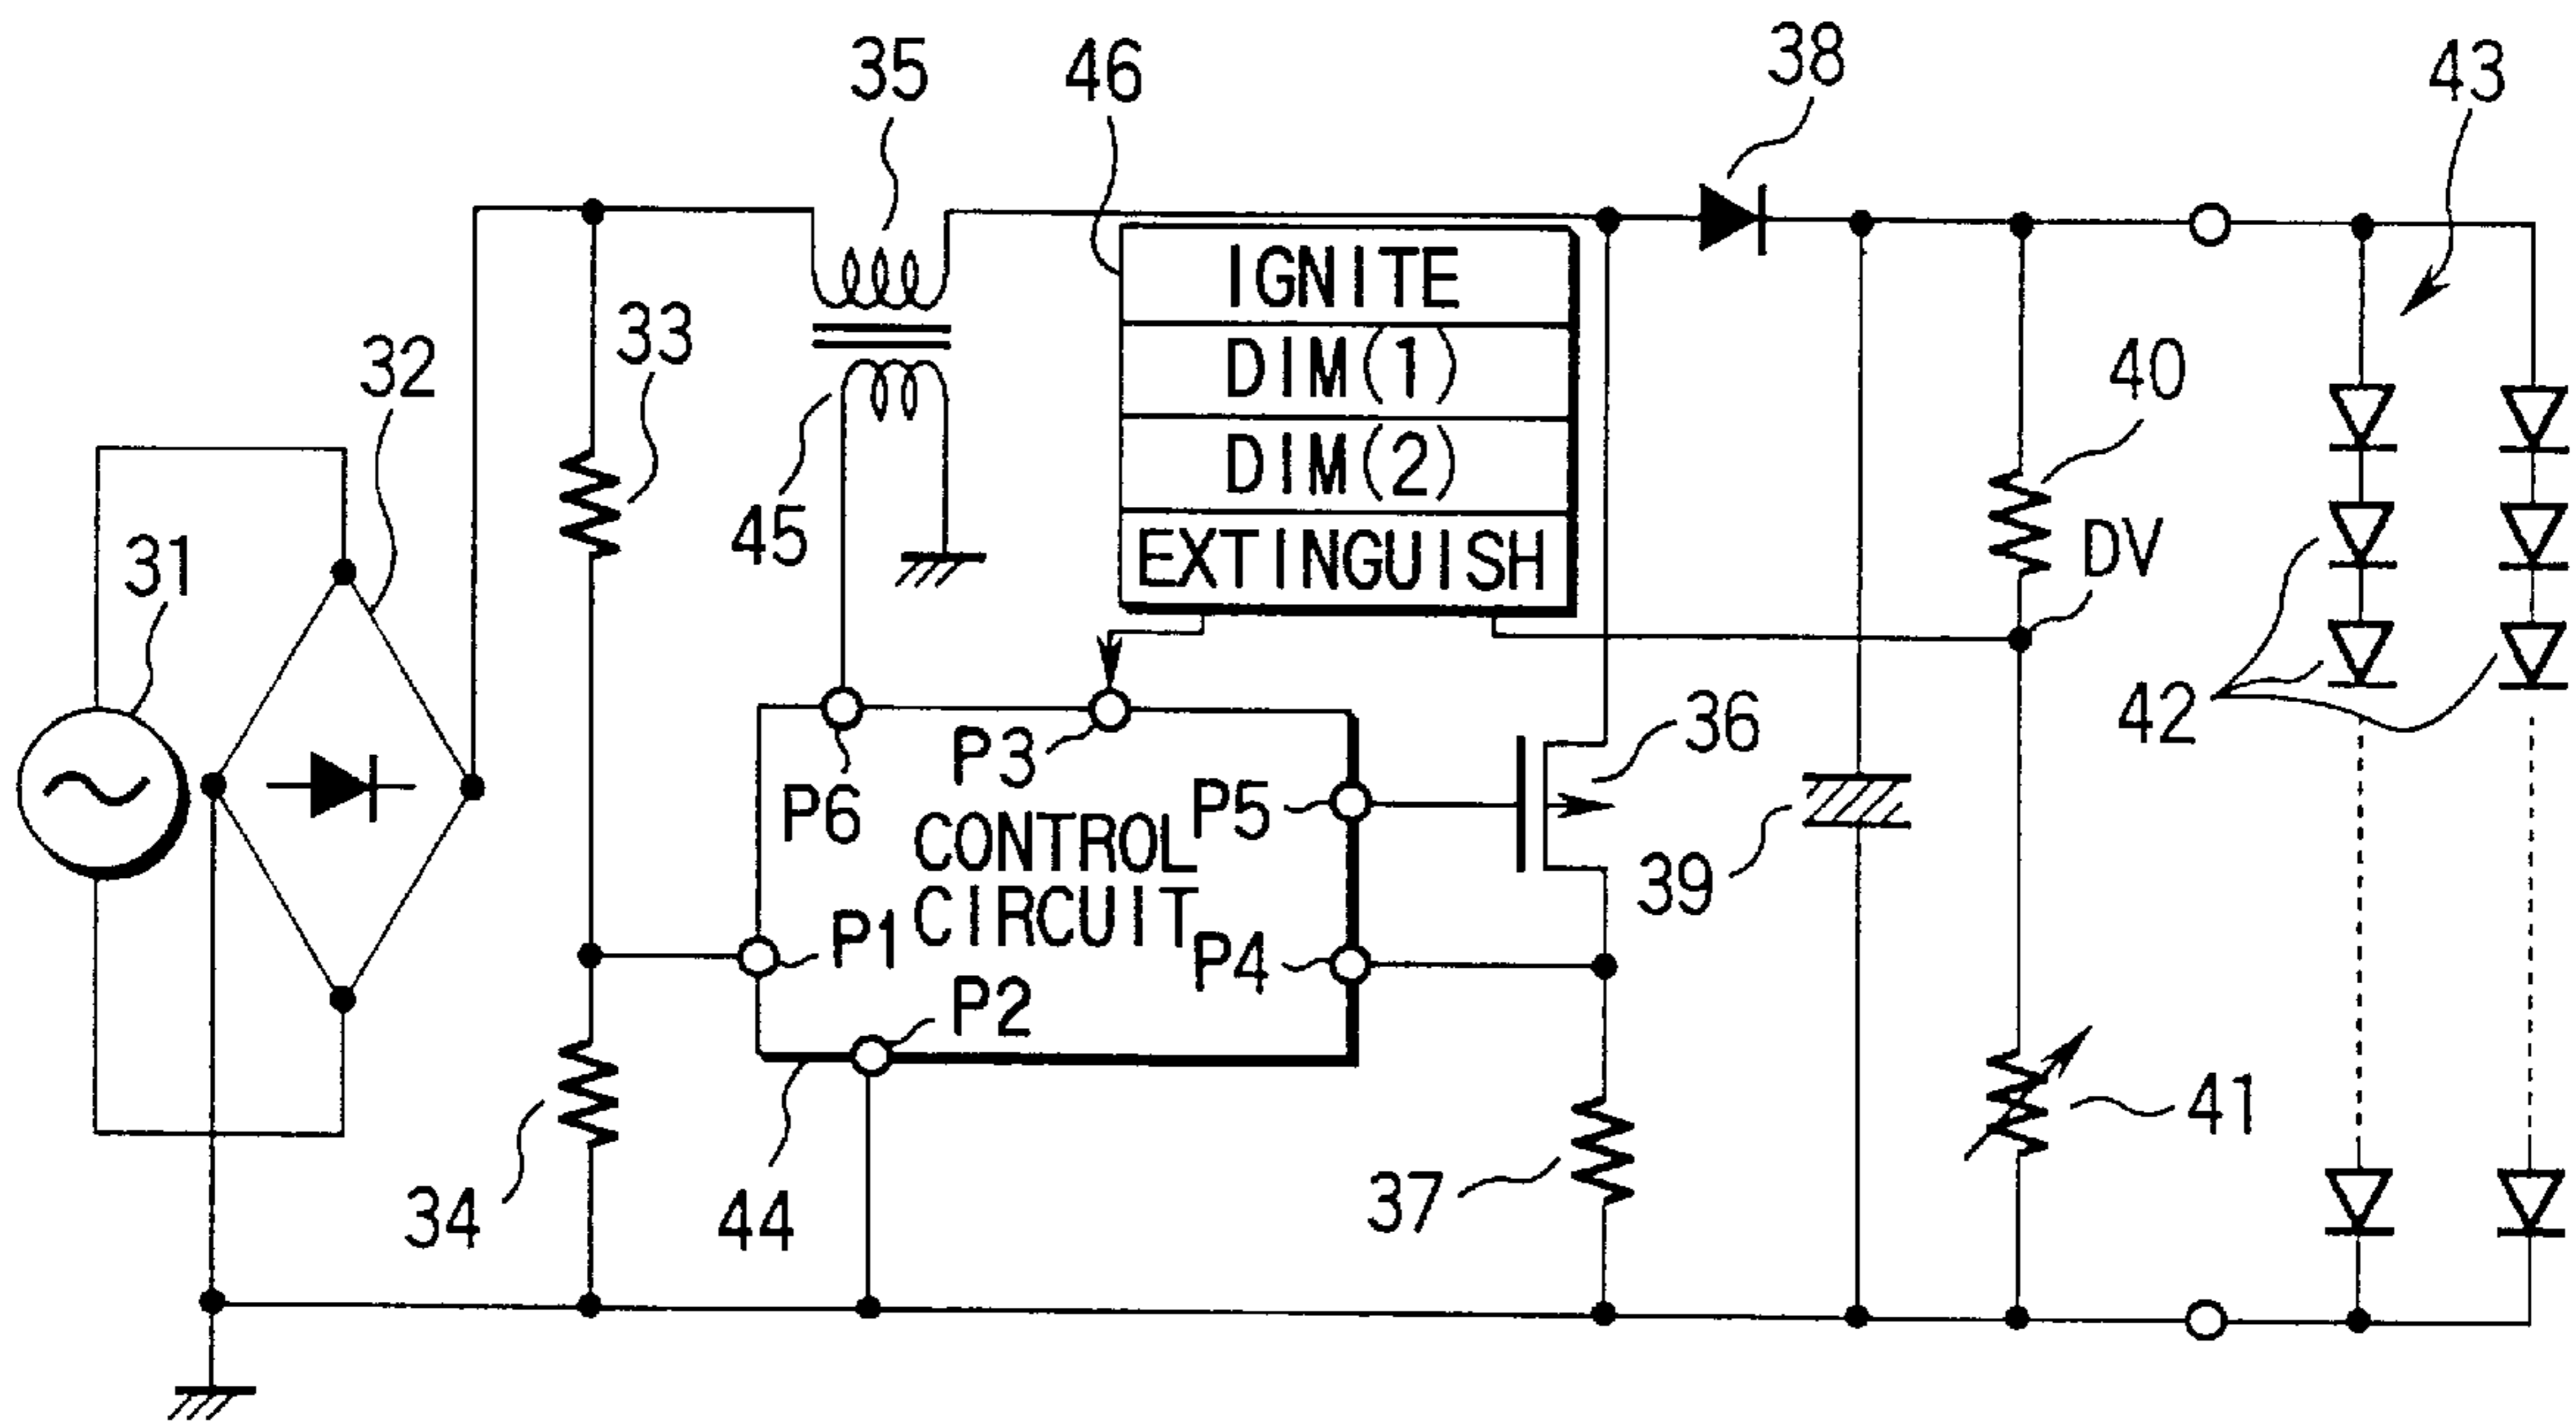 35
46
38
43
IGNITE
33
32
DIM(1)
40
DIM(2)
45
31
EXTINGUISH
DV
42
P3
36
P6
P5
CONTROL
39
CIRCUIT
P1
P4
P2
41
37
34
44